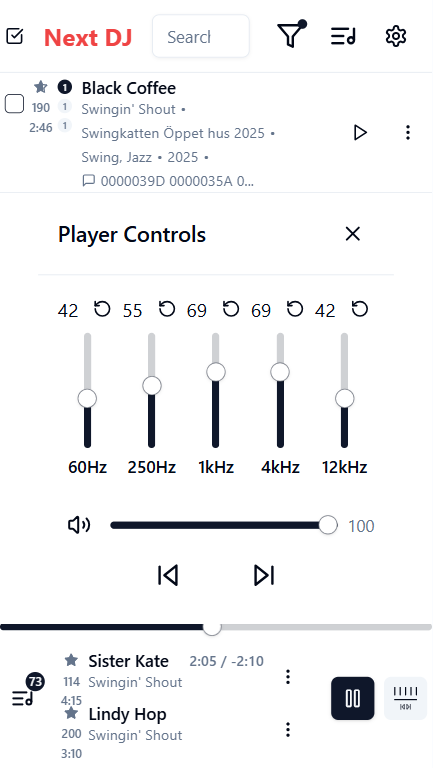 Next DJ
Search
1
Black Coffee
190
1
Swingin' Shout •
2:46
1
Swingkatten Öppet hus 2025 •
Swing, Jazz • 2025 •
0000039D 0000035A 0...
Player Controls
42 55 69 69 42
60Hz 250Hz 1kHz 4kHz 12kHz
100
Sister Kate 2:05 / -2:10
73
114 Swingin' Shout
4:15
Lindy Hop
200 Swingin' Shout
3:10